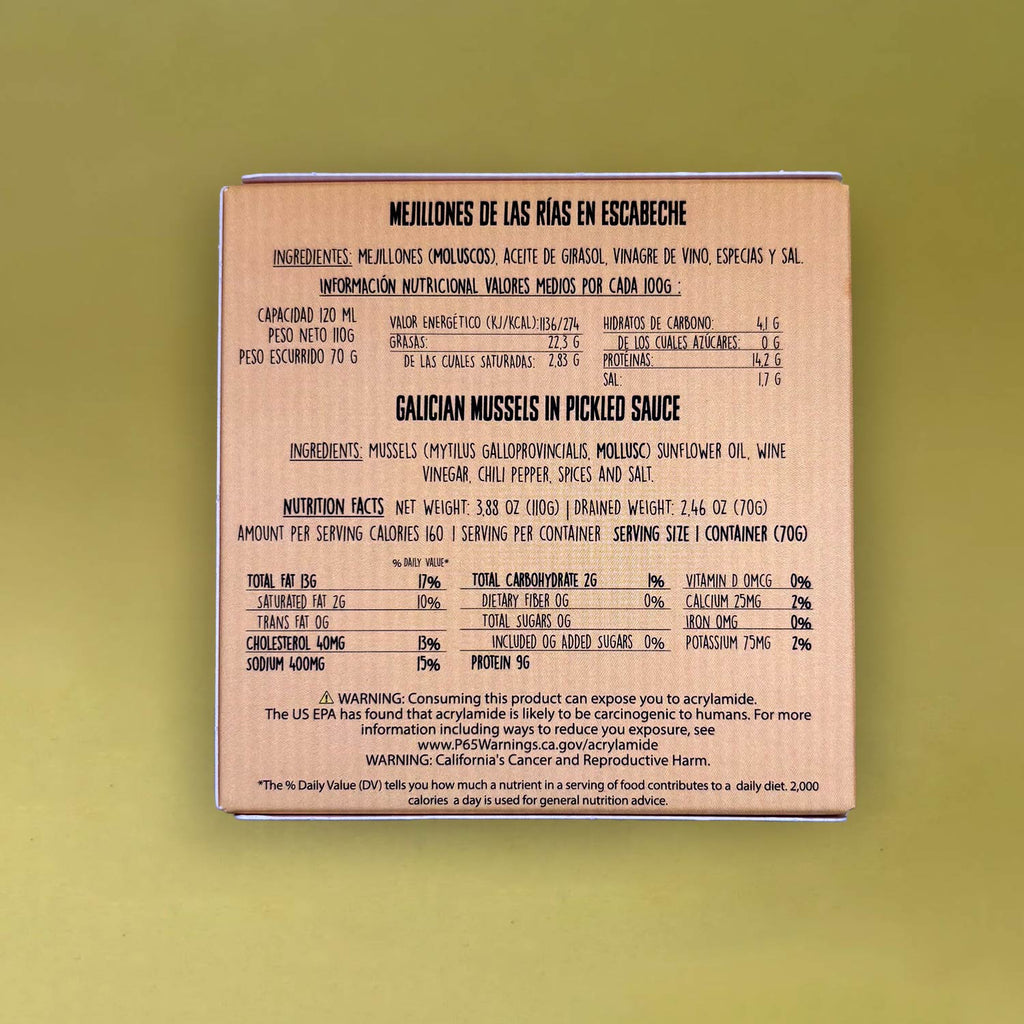 MEJILLONES DE LAS RÍAS EN ESCABECHE
INGREDIENTES: MEJILLONES (MOLUSCOS), ACEITE DE GIRASOL, VINAGRE DE VINO, ESPECIAS Y SAL.
INFORMACIÓN NUTRICIONAL VALORES MEDIOS POR CADA 100G :
CAPACIDAD 120 ML
PESO NETO 110G
PESO ESCURRIDO 70 G
VALOR ENERGÉTICO (KJ/KCAL):1136/274
GRASAS: 22,3 G
DE LAS CUALES SATURADAS: 2,83 G
HIDRATOS DE CARBONO: 4,1 G
DE LOS CUALES AZÚCARES: 0 G
PROTEÍNAS: 14,2 G
SAL: 1,7 G
GALICIAN MUSSELS IN PICKLED SAUCE
INGREDIENTS: MUSSELS (MYTILUS GALLOPROVINCIALIS, MOLLUSC) SUNFLOWER OIL, WINE
VINEGAR, CHILI PEPPER, SPICES AND SALT.
NUTRITION FACTS NET WEIGHT: 3,88 OZ (110G) | DRAINED WEIGHT: 2,46 OZ (70G)
AMOUNT PER SERVING CALORIES 160 1 SERVING PER CONTAINER SERVING SIZE 1 CONTAINER (70G)
% DAILY VALUE*
TOTAL FAT 13G 17%
SATURATED FAT 2G 10%
TRANS FAT 0G
CHOLESTEROL 40MG 13%
SODIUM 400MG 15%
TOTAL CARBOHYDRATE 2G 1%
DIETARY FIBER 0G 0%
TOTAL SUGARS 0G
INCLUDED 0G ADDED SUGARS 0%
PROTEIN 9G
VITAMIN D 0MCG 0%
CALCIUM 25MG 2%
IRON 0MG 0%
POTASSIUM 75MG 2%
⚠ WARNING: Consuming this product can expose you to acrylamide.
The US EPA has found that acrylamide is likely to be carcinogenic to humans. For more
information including ways to reduce you exposure, see
www.P65Warnings.ca.gov/acrylamide
WARNING: California's Cancer and Reproductive Harm.
*The % Daily Value (DV) tells you how much a nutrient in a serving of food contributes to a daily diet. 2,000
calories a day is used for general nutrition advice.